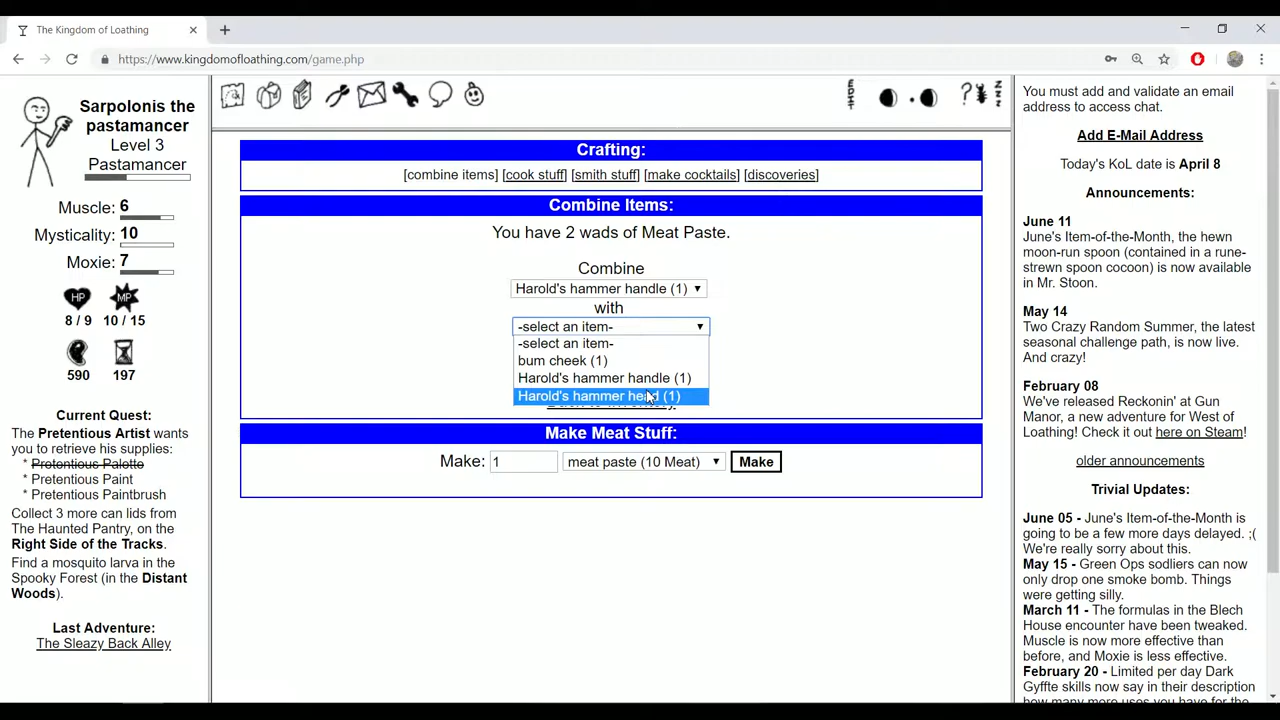 The Kingdom of Loathing
https://www.kingdomofloathing.com/game.php
Sarpolonis the
pastamancer
Level 3
Pastamancer
Muscle: 6
Mysticality: 10
Moxie: 7
HP
MP
8 / 9
10 / 15
590
197
Current Quest:
The Pretentious Artist wants
you to retrieve his supplies:
* Pretentious Palette
* Pretentious Paint
* Pretentious Paintbrush
Collect 3 more can lids from
The Haunted Pantry, on the
Right Side of the Tracks.
Find a mosquito larva in the
Spooky Forest (in the Distant
Woods).
Last Adventure:
The Sleazy Back Alley
EDIT
Crafting:
[combine items] [cook stuff] [smith stuff] [make cocktails] [discoveries]
Combine Items:
You have 2 wads of Meat Paste.
Combine
Harold's hammer handle (1)
with
-select an item-
-select an item-
bum cheek (1)
Harold's hammer handle (1)
Harold's hammer head (1)
Make Meat Stuff:
Make: 1 meat paste (10 Meat) Make
You must add and validate an email
address to access chat.
Add E-Mail Address
Today's KoL date is April 8
Announcements:
June 11
June's Item-of-the-Month, the hewn
moon-run spoon (contained in a rune-
strewn spoon cocoon) is now available
in Mr. Stoon.
May 14
Two Crazy Random Summer, the latest
seasonal challenge path, is now live.
And crazy!
February 08
We've released Reckonin' at Gun
Manor, a new adventure for West of
Loathing! Check it out here on Steam!
older announcements
Trivial Updates:
June 05 - June's Item-of-the-Month is
going to be a few more days delayed. ;(
We're really sorry about this.
May 15 - Green Ops sodliers can now
only drop one smoke bomb. Things
were getting silly.
March 11 - The formulas in the Blech
House encounter have been tweaked.
Muscle is now more effective than
before, and Moxie is less effective.
February 20 - Limited per day Dark
Gyffte skills now say in their description
how many more uses you have for the